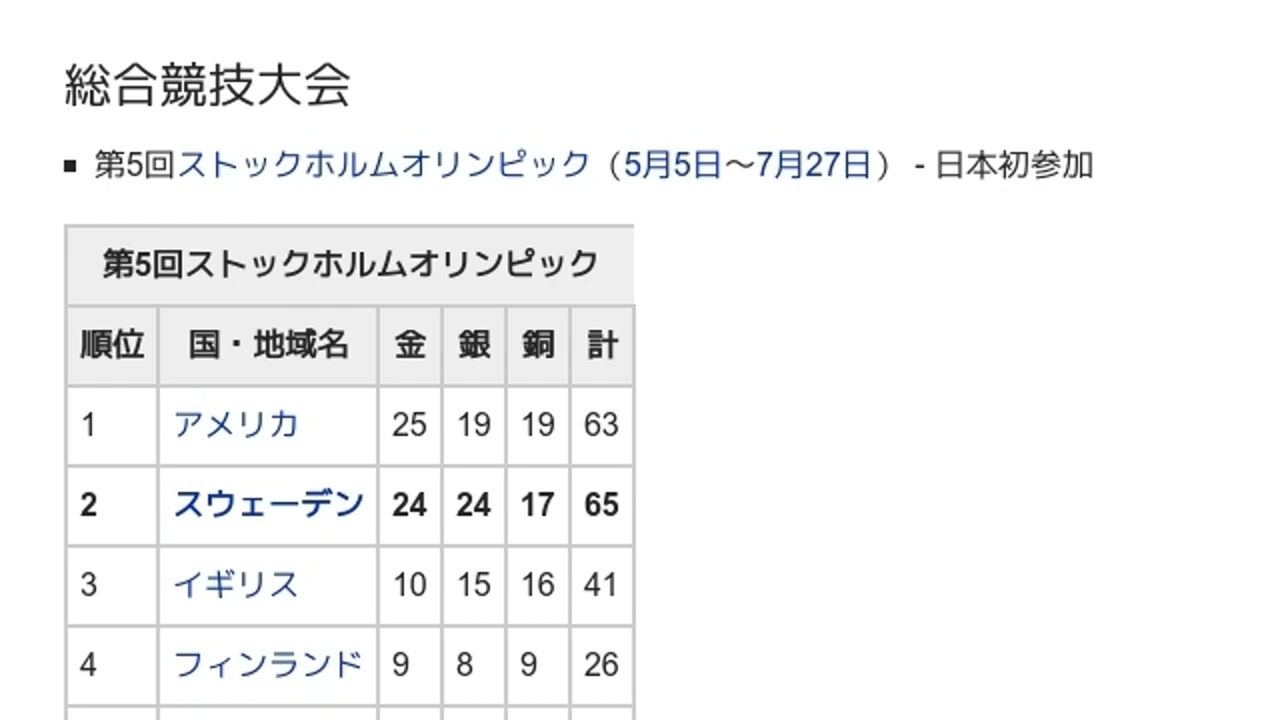 総合競技大会
第5回ストックホルムオリンピック（5月5日〜7月27日） - 日本初参加
第5回ストックホルムオリンピック
順位 国・地域名 金 銀 銅 計
1 アメリカ 25 19 19 63
2 スウェーデン 24 24 17 65
3 イギリス 10 15 16 41
4 フィンランド 9 8 9 26